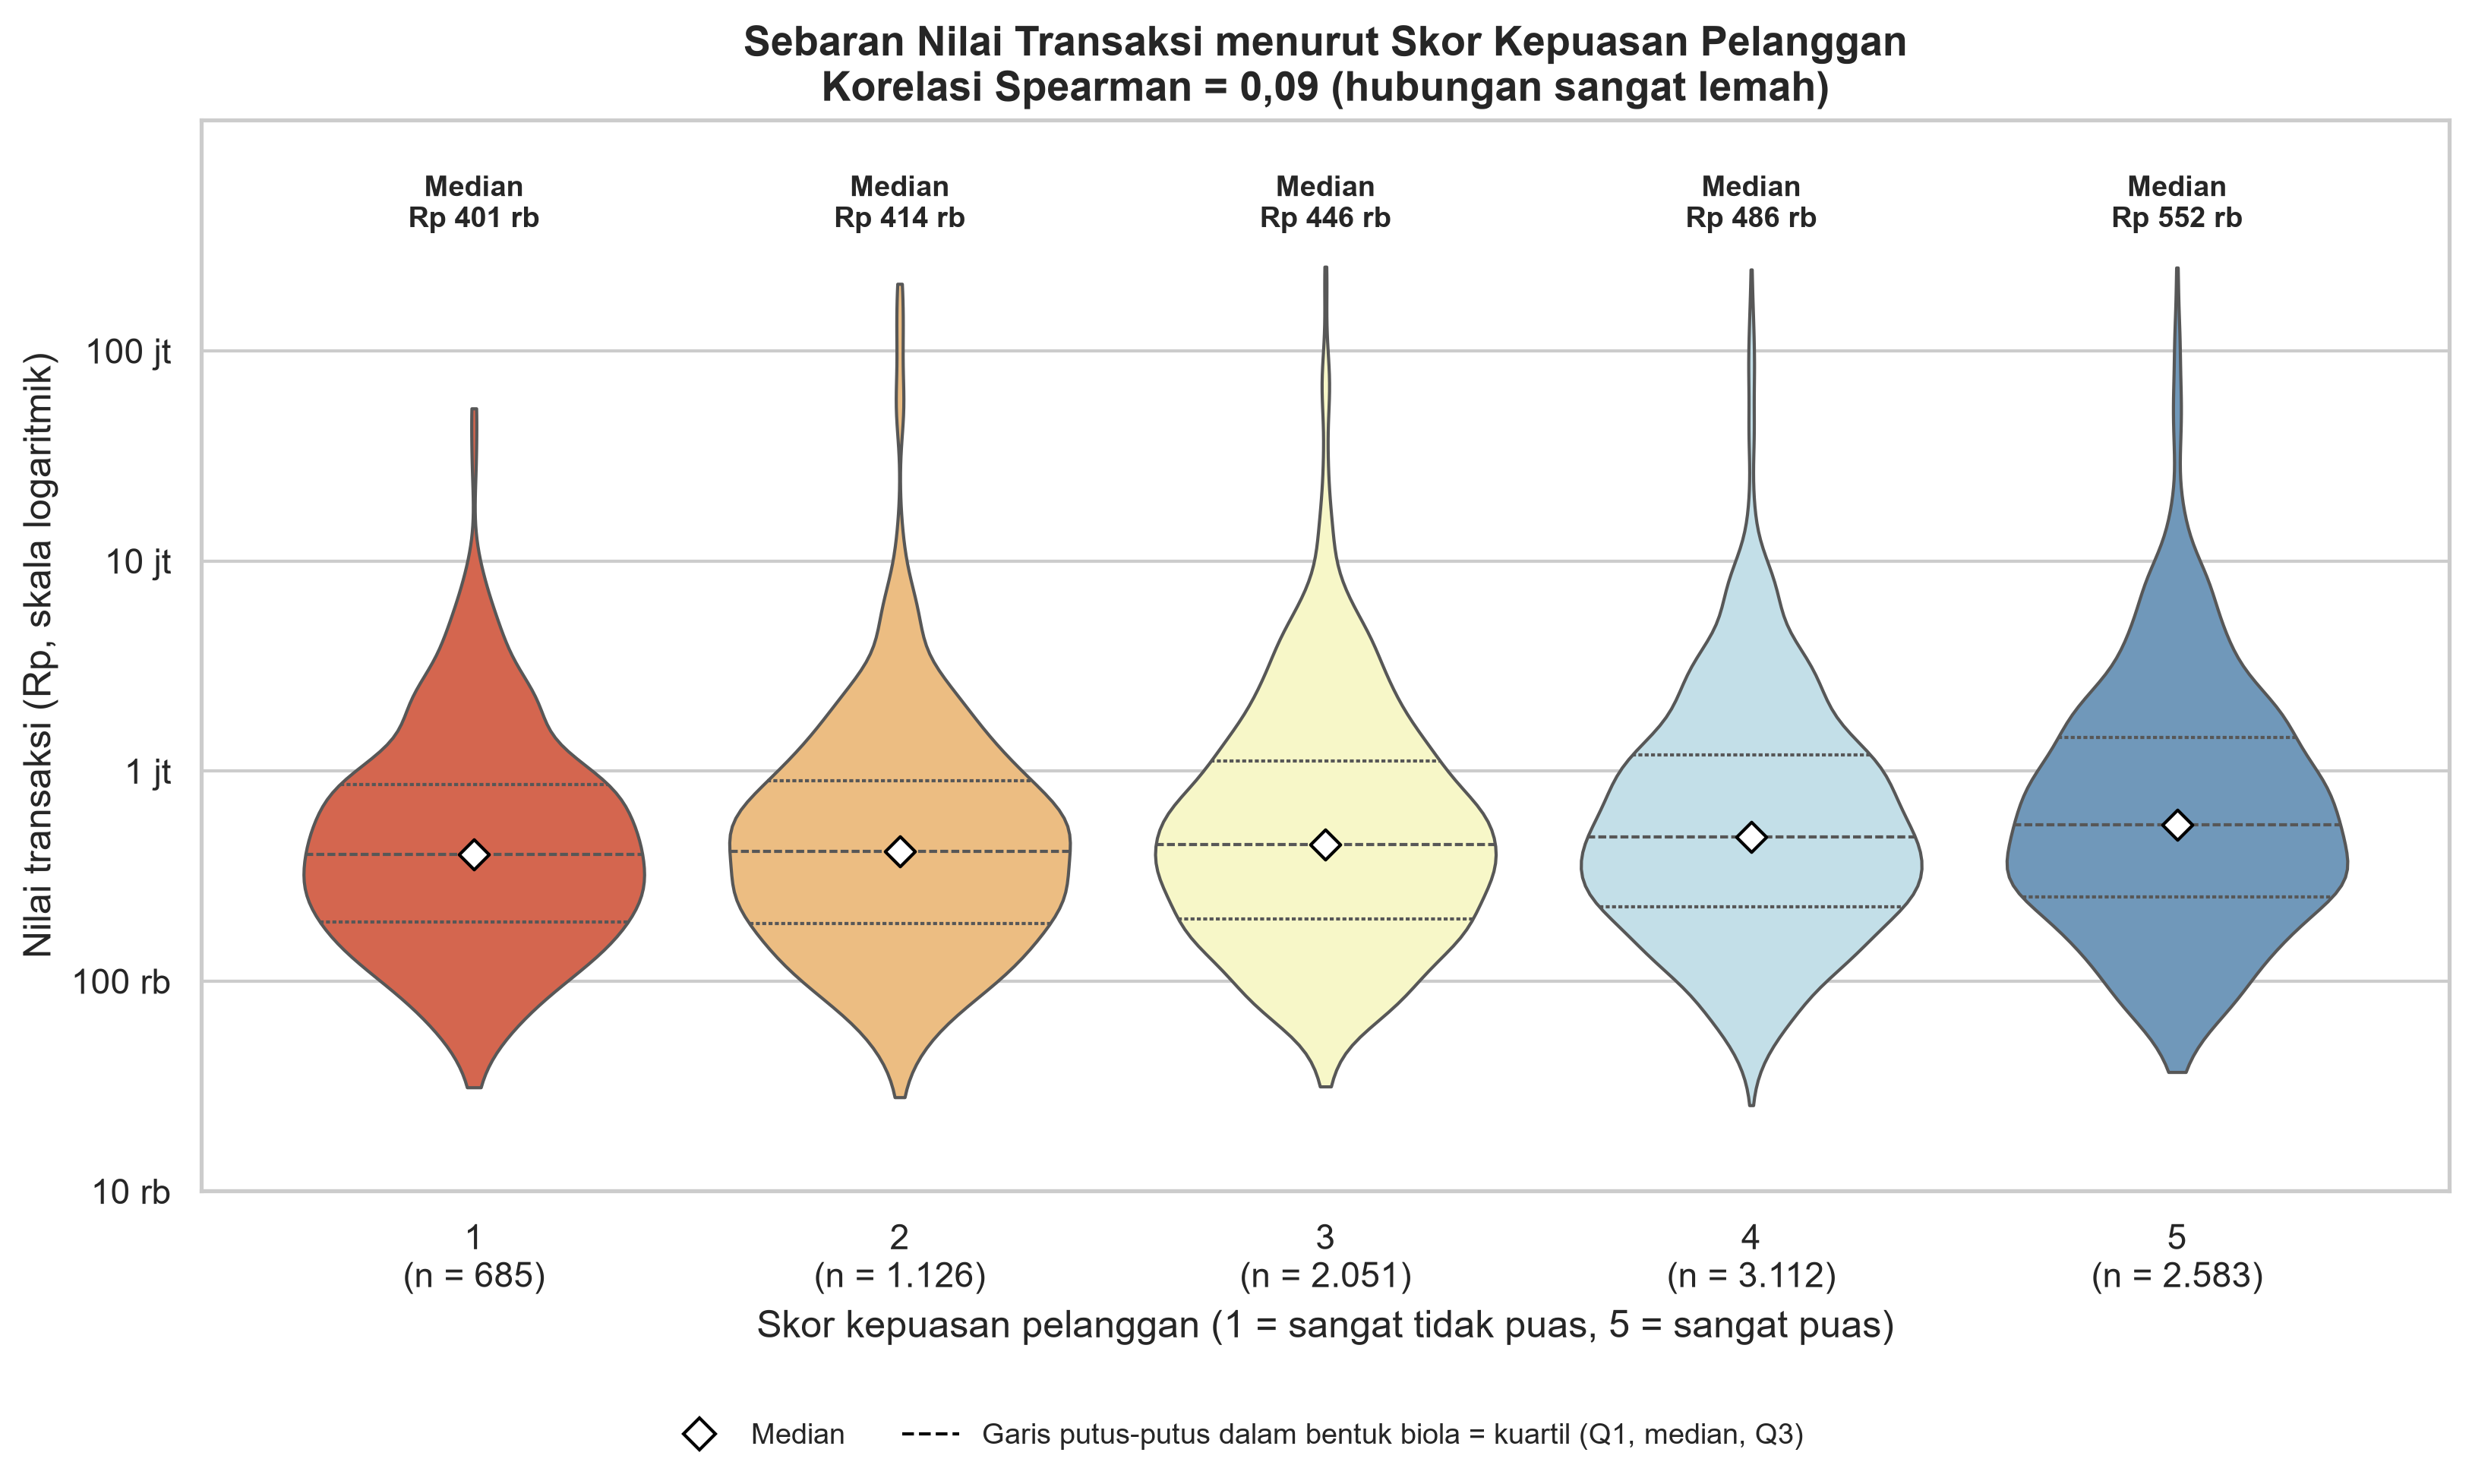 Sebaran Nilai Transaksi menurut Skor Kepuasan Pelanggan
Korelasi Spearman = 0,09 (hubungan sangat lemah)
Median
Rp 401 rb
Median
Rp 414 rb
Median
Rp 446 rb
Median
Rp 486 rb
Median
Rp 552 rb
Nilai transaksi (Rp, skala logaritmik)
100 jt
10 jt
1 jt
100 rb
10 rb
1
(n = 685)
2
(n = 1.126)
3
(n = 2.051)
4
(n = 3.112)
5
(n = 2.583)
Skor kepuasan pelanggan (1 = sangat tidak puas, 5 = sangat puas)
Median
Garis putus-putus dalam bentuk biola = kuartil (Q1, median, Q3)